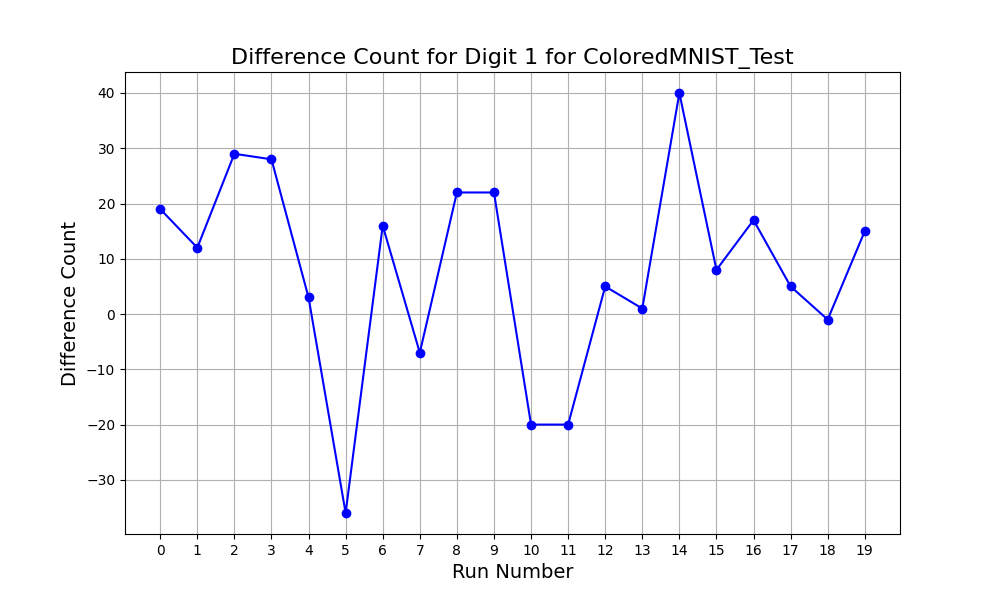 Difference Count for Digit 1 for ColoredMNIST_Test
Difference Count
40
30
20
10
0
−10
−20
−30
0 1 2 3 4 5 6 7 8 9 10 11 12 13 14 15 16 17 18 19
Run Number